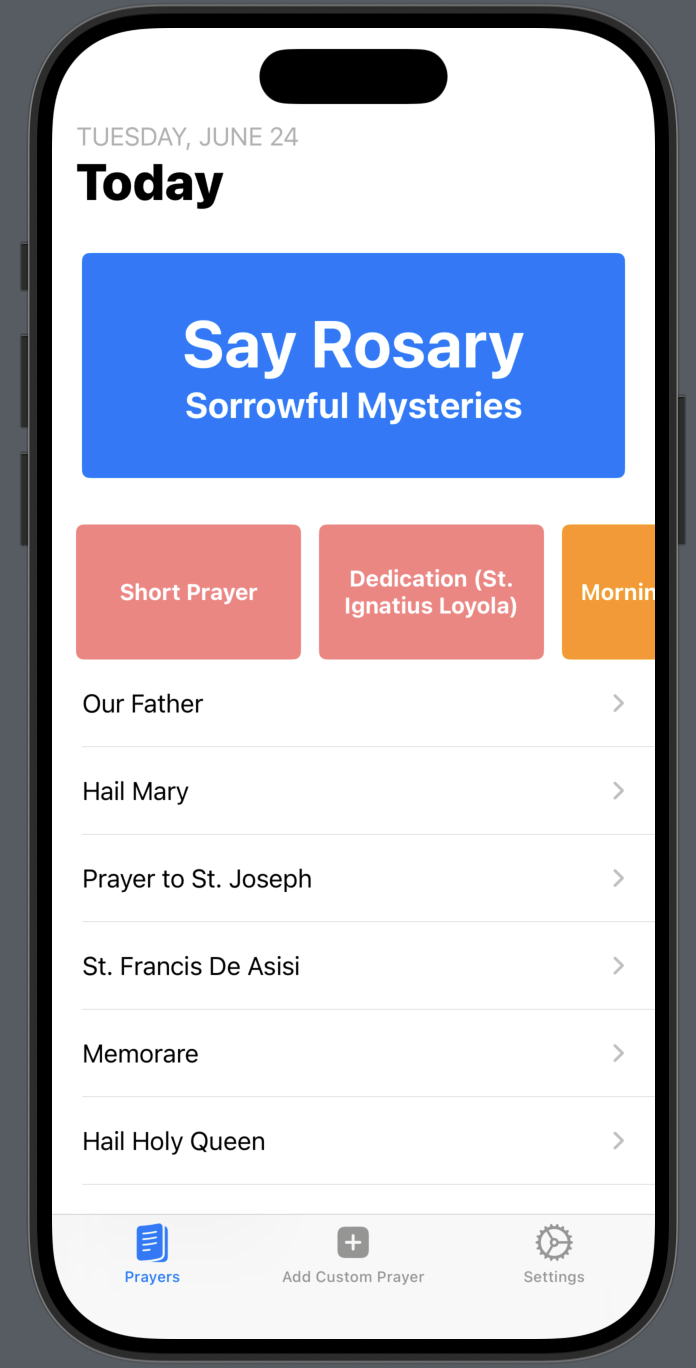 TUESDAY, JUNE 24
Today
Say Rosary
Sorrowful Mysteries
Short Prayer
Dedication (St.
Ignatius Loyola)
Our Father
Hail Mary
Prayer to St. Joseph
St. Francis De Asisi
Memorare
Hail Holy Queen
Prayers
Add Custom Prayer
Settings